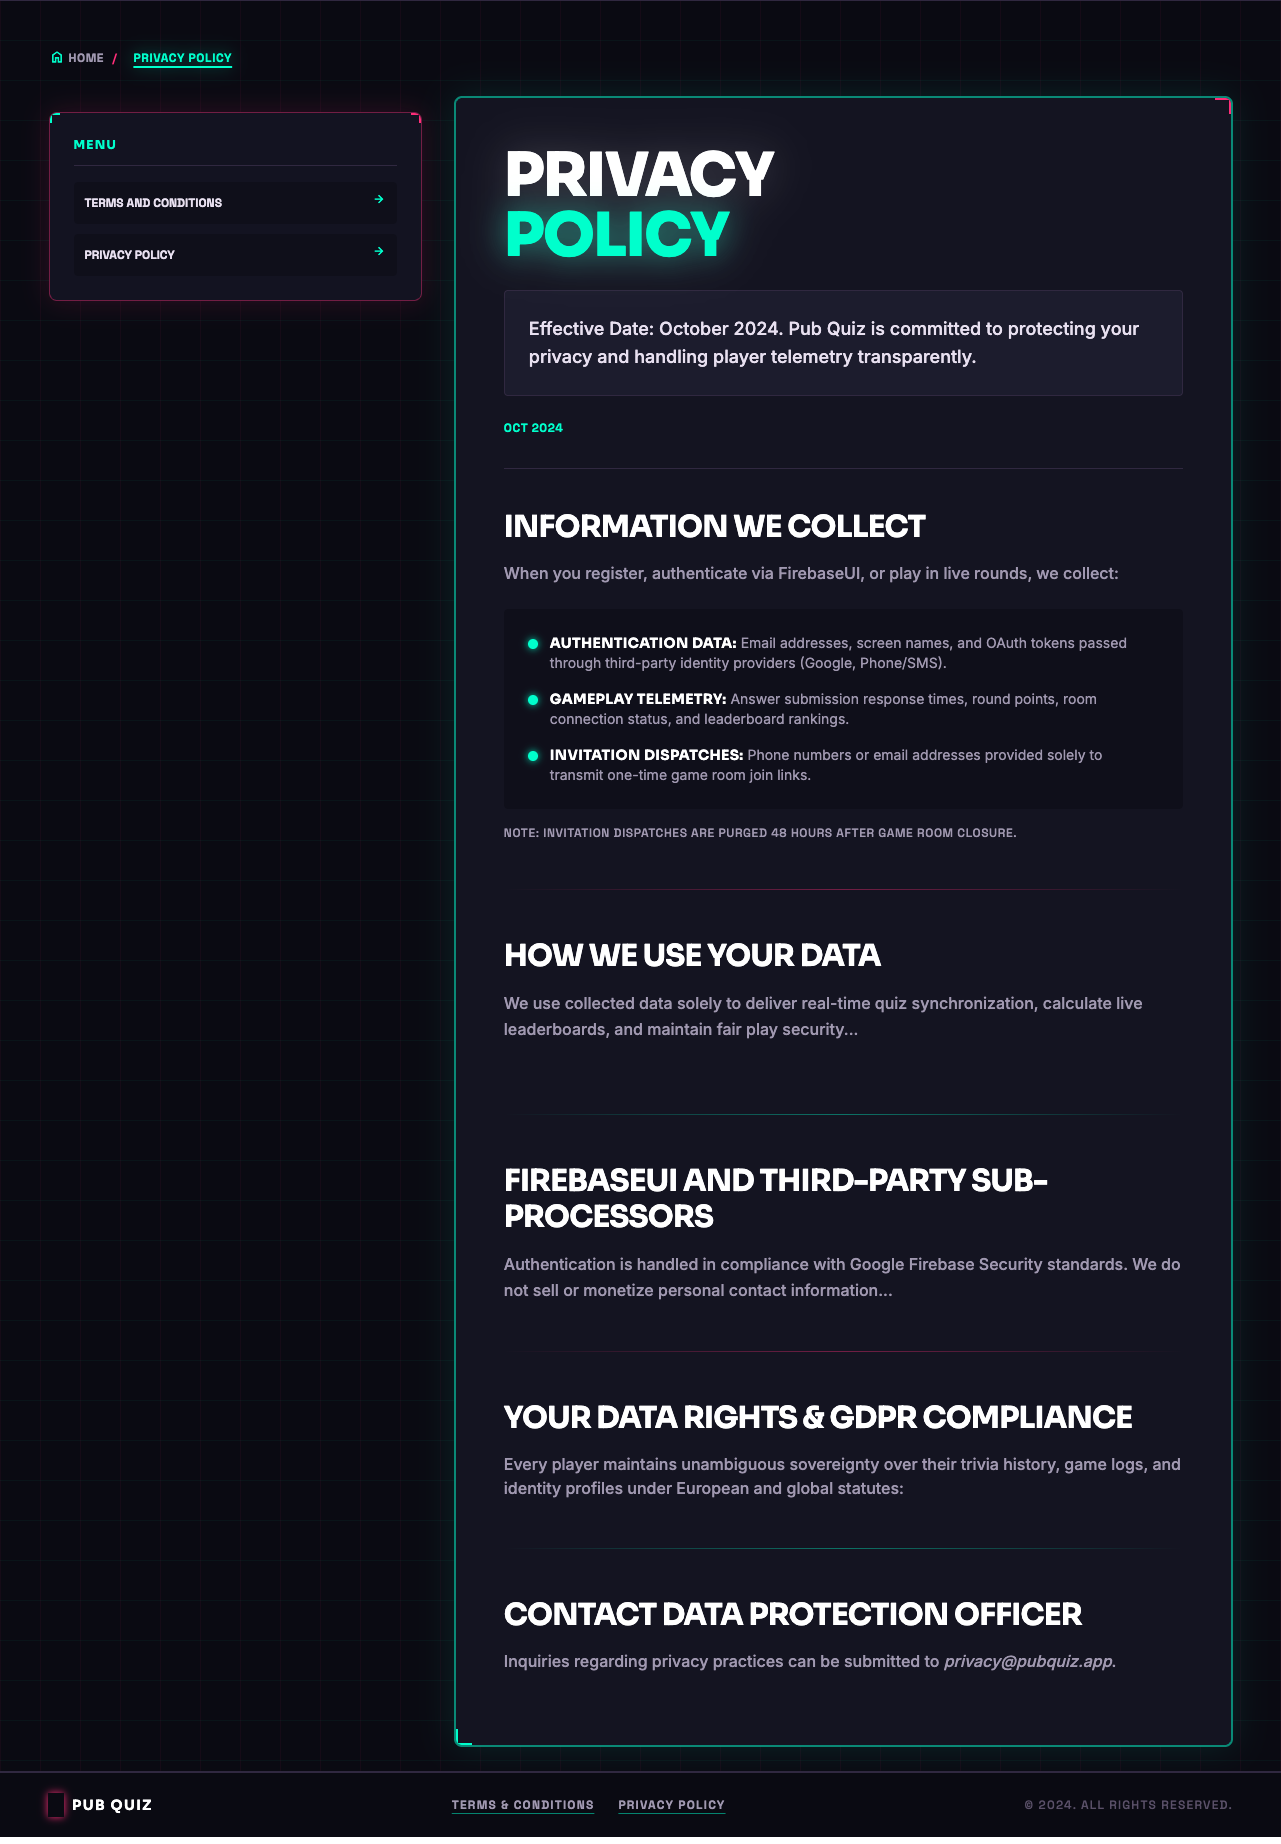 HOME / PRIVACY POLICY
MENU
TERMS AND CONDITIONS
PRIVACY POLICY
PRIVACY
POLICY
Effective Date: October 2024. Pub Quiz is committed to protecting your
privacy and handling player telemetry transparently.
OCT 2024
INFORMATION WE COLLECT
When you register, authenticate via FirebaseUI, or play in live rounds, we collect:
AUTHENTICATION DATA: Email addresses, screen names, and OAuth tokens passed
through third-party identity providers (Google, Phone/SMS).
GAMEPLAY TELEMETRY: Answer submission response times, round points, room
connection status, and leaderboard rankings.
INVITATION DISPATCHES: Phone numbers or email addresses provided solely to
transmit one-time game room join links.
NOTE: INVITATION DISPATCHES ARE PURGED 48 HOURS AFTER GAME ROOM CLOSURE.
HOW WE USE YOUR DATA
We use collected data solely to deliver real-time quiz synchronization, calculate live
leaderboards, and maintain fair play security...
FIREBASEUI AND THIRD-PARTY SUB-
PROCESSORS
Authentication is handled in compliance with Google Firebase Security standards. We do
not sell or monetize personal contact information...
YOUR DATA RIGHTS & GDPR COMPLIANCE
Every player maintains unambiguous sovereignty over their trivia history, game logs, and
identity profiles under European and global statutes:
CONTACT DATA PROTECTION OFFICER
Inquiries regarding privacy practices can be submitted to privacy@pubquiz.app.
PUB QUIZ
TERMS & CONDITIONS
PRIVACY POLICY
© 2024. ALL RIGHTS RESERVED.